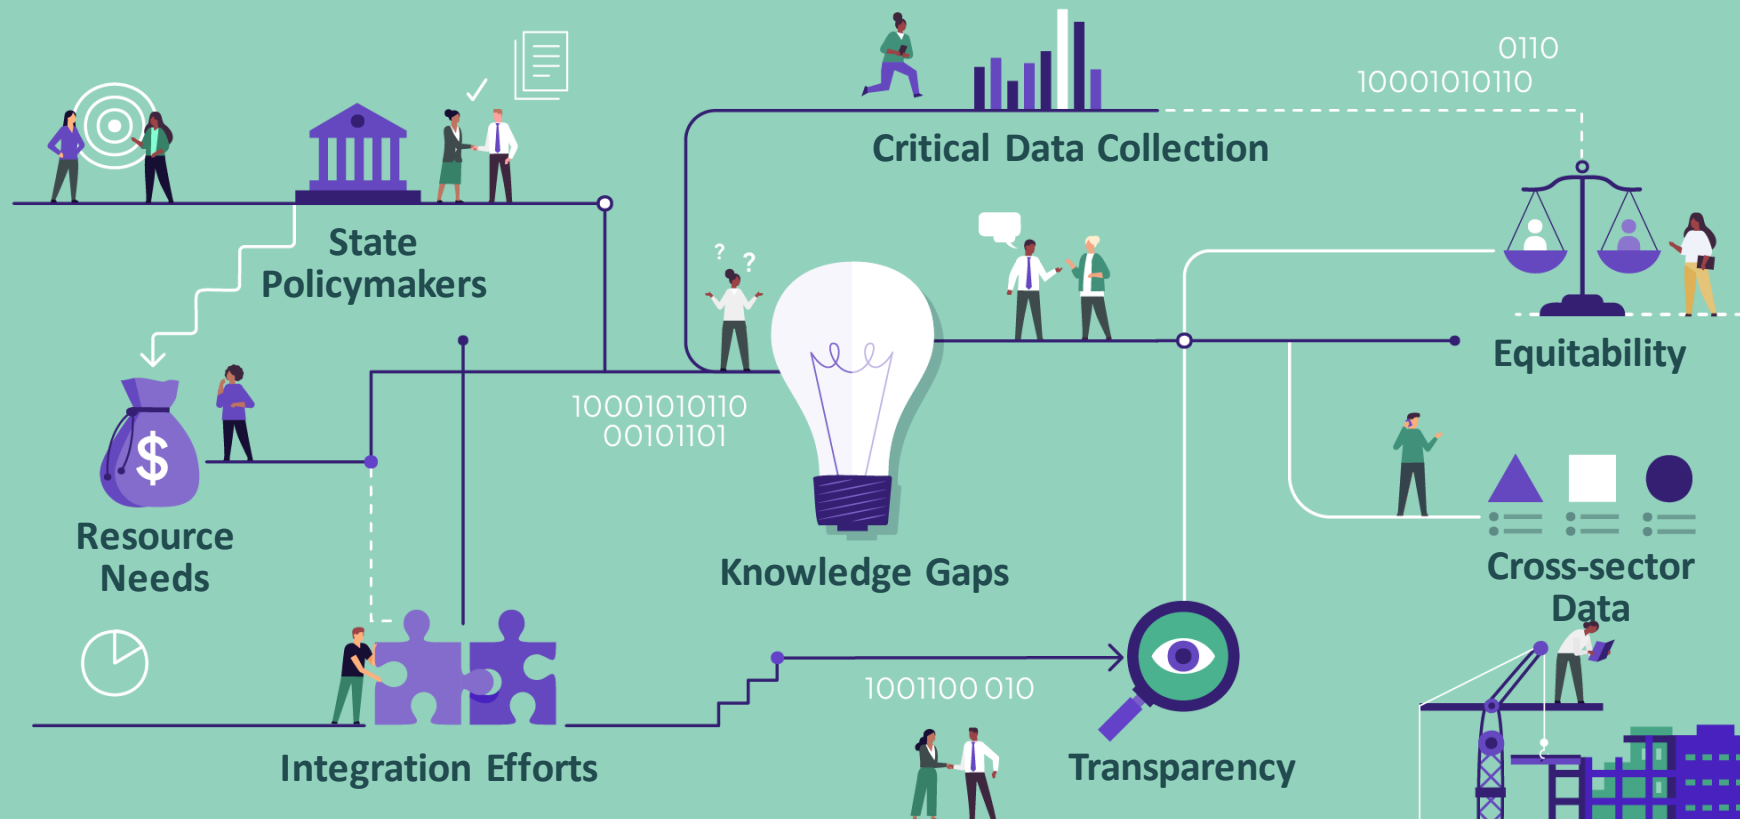 0110
10001010110
Critical Data Collection
State
Policymakers
? ?
Equitability
10001010110
00101101
$
Resource
Needs
Knowledge Gaps
Cross-sector
Data
1001100 010
Integration Efforts
Transparency